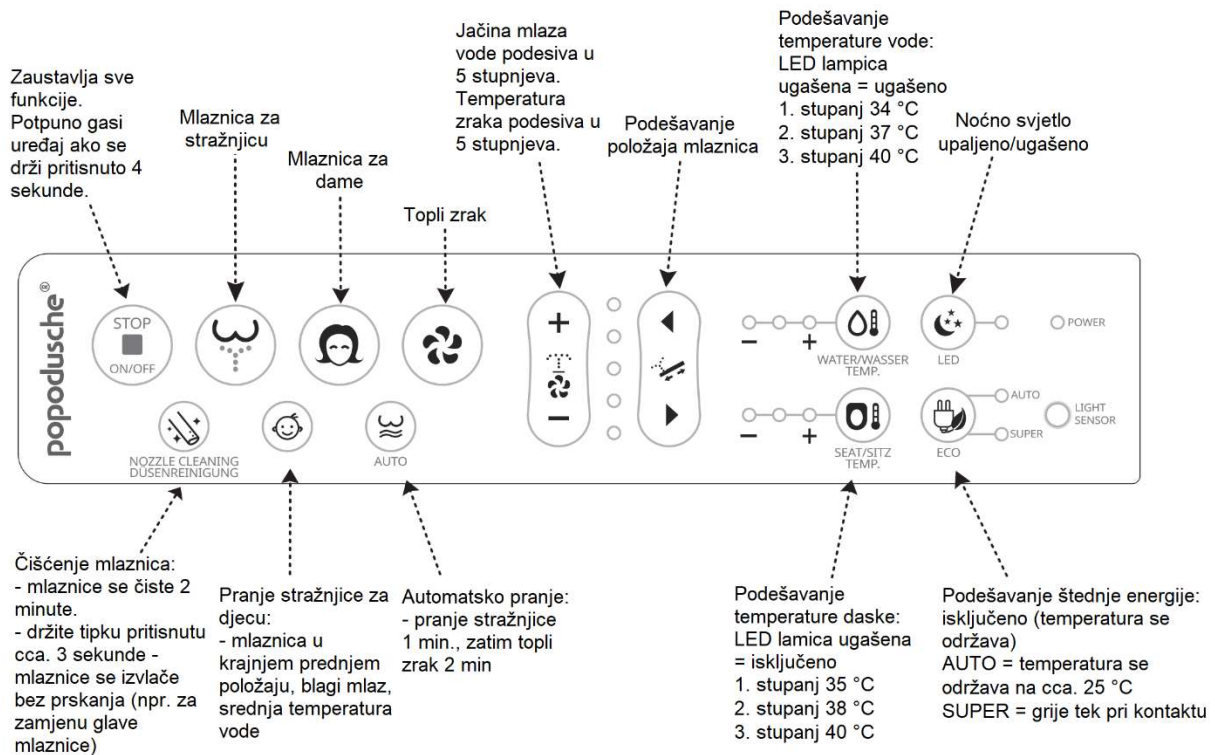 Zaustavlja sve
funkcije.
Potpuno gasi
uređaj ako se
drži pritisnuto 4
sekunde.
Mlaznica za
stražnjicu
Mlaznica za
dame
Topli zrak
Jačina mlaza
vode podesiva u
5 stupnjeva.
Temperatura
zraka podesiva u
5 stupnjeva.
Podešavanje
položaja mlaznica
Podešavanje
temperature vode:
LED lampica
ugašena = ugašeno
1. stupanj 34 °C
2. stupanj 37 °C
3. stupanj 40 °C
Noćno svjetlo
upaljeno/ugašeno
popodusche®
STOP
ON/OFF
+
−
− +
WATER/WASSER
TEMP.
LED
POWER
NOZZLE CLEANING
DÜSENREINIGUNG
AUTO
− +
SEAT/SITZ
TEMP.
ECO
AUTO
SUPER
LIGHT
SENSOR
Čišćenje mlaznica:
- mlaznice se čiste 2
minute.
- držite tipku pritisnutu
cca. 3 sekunde -
mlaznice se izvlače
bez prskanja (npr. za
zamjenu glave
mlaznice)
Pranje stražnjice za
djecu:
- mlaznica u
krajnjem prednjem
položaju, blagi mlaz,
srednja temperatura
vode
Automatsko pranje:
- pranje stražnjice
1 min., zatim topli
zrak 2 min
Podešavanje
temperature daske:
LED lamica ugašena
= isključeno
1. stupanj 35 °C
2. stupanj 38 °C
3. stupanj 40 °C
Podešavanje štednje energije:
isključeno (temperatura se
održava)
AUTO = temperatura se
održava na cca. 25 °C
SUPER = grije tek pri kontaktu